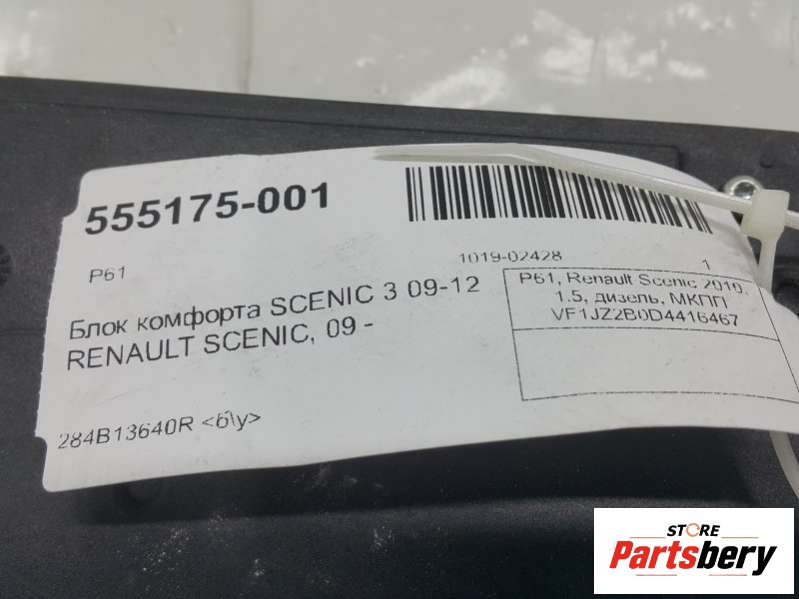 555175-001
P61
1019-02428
1
Блок комфорта SCENIC 3 09-12
RENAULT SCENIC, 09 -
P61, Renault Scenic 2010,
1.5, дизель, МКПП
VF1JZ2B0D4416467
284B13640R <б\у>
STORE
Partsbery